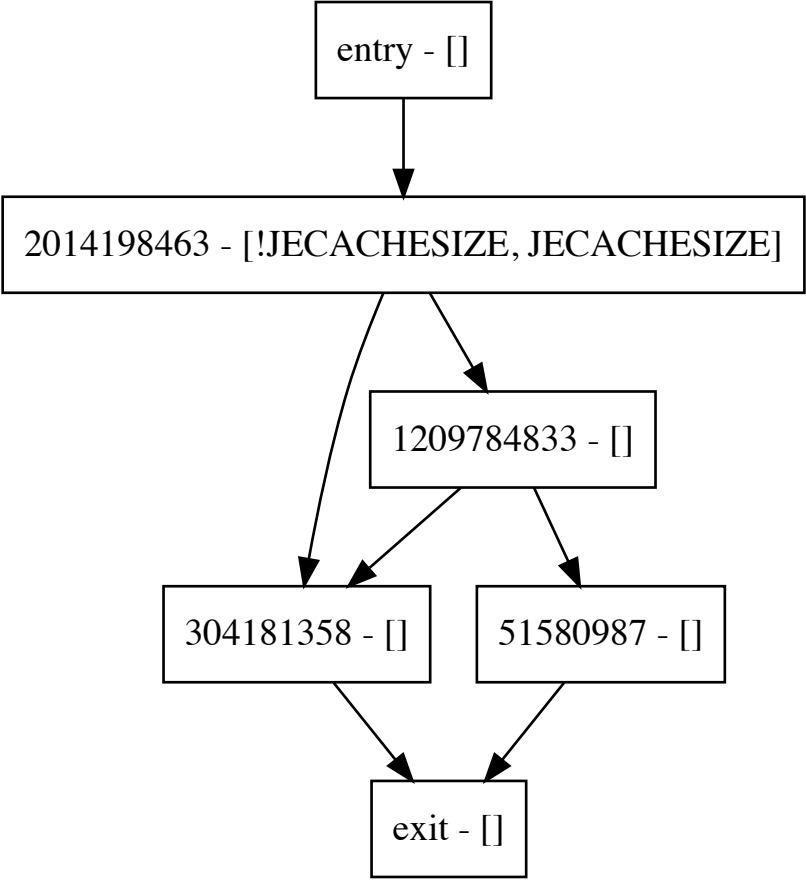 entry - []
2014198463 - [!JECACHESIZE, JECACHESIZE]
1209784833 - []
304181358 - []
51580987 - []
exit - []